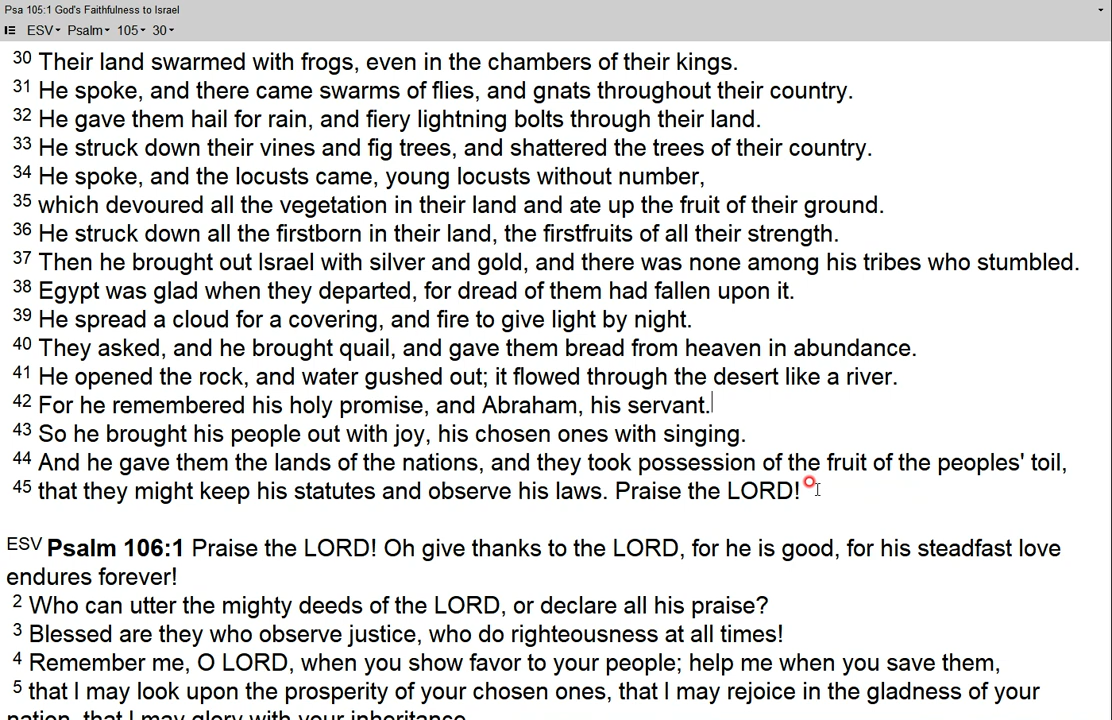 Psa 105:1 God's Faithfulness to Israel
ESV Psalm 105 30
30 Their land swarmed with frogs, even in the chambers of their kings.
31 He spoke, and there came swarms of flies, and gnats throughout their country.
32 He gave them hail for rain, and fiery lightning bolts through their land.
33 He struck down their vines and fig trees, and shattered the trees of their country.
34 He spoke, and the locusts came, young locusts without number,
35 which devoured all the vegetation in their land and ate up the fruit of their ground.
36 He struck down all the firstborn in their land, the firstfruits of all their strength.
37 Then he brought out Israel with silver and gold, and there was none among his tribes who stumbled.
38 Egypt was glad when they departed, for dread of them had fallen upon it.
39 He spread a cloud for a covering, and fire to give light by night.
40 They asked, and he brought quail, and gave them bread from heaven in abundance.
41 He opened the rock, and water gushed out; it flowed through the desert like a river.
42 For he remembered his holy promise, and Abraham, his servant.
43 So he brought his people out with joy, his chosen ones with singing.
44 And he gave them the lands of the nations, and they took possession of the fruit of the peoples' toil,
45 that they might keep his statutes and observe his laws. Praise the LORD!
ESV Psalm 106:1 Praise the LORD! Oh give thanks to the LORD, for he is good, for his steadfast love
endures forever!
2 Who can utter the mighty deeds of the LORD, or declare all his praise?
3 Blessed are they who observe justice, who do righteousness at all times!
4 Remember me, O LORD, when you show favor to your people; help me when you save them,
5 that I may look upon the prosperity of your chosen ones, that I may rejoice in the gladness of your
nation, that I may glory with your inheritance.